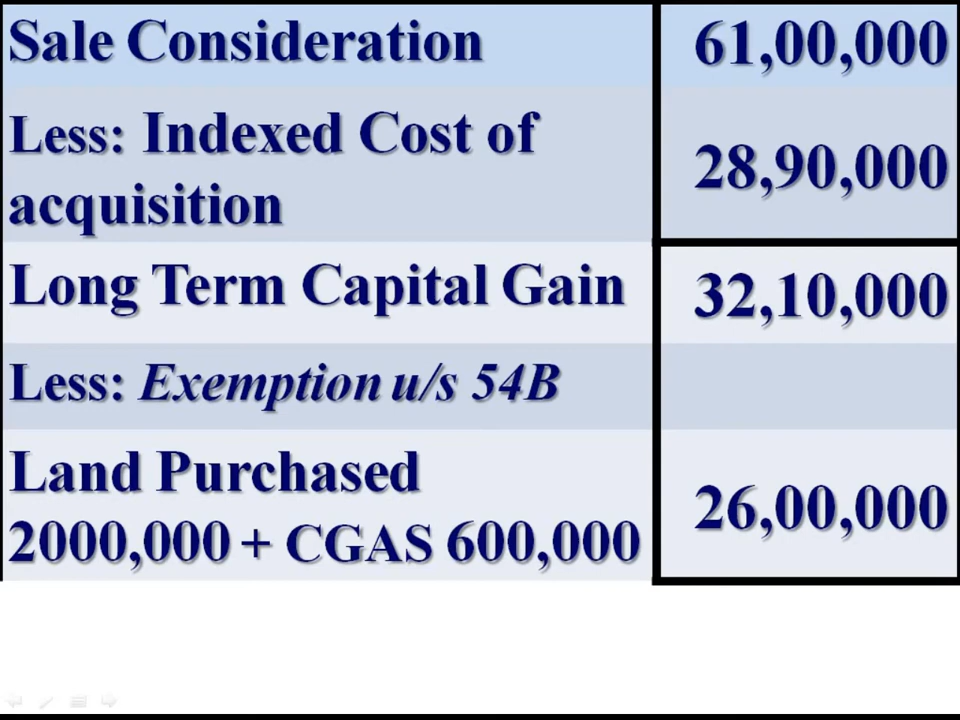 Sale Consideration 61,00,000
Less: Indexed Cost of
acquisition 28,90,000
Long Term Capital Gain 32,10,000
Less: Exemption u/s 54B
Land Purchased
2000,000 + CGAS 600,000 26,00,000